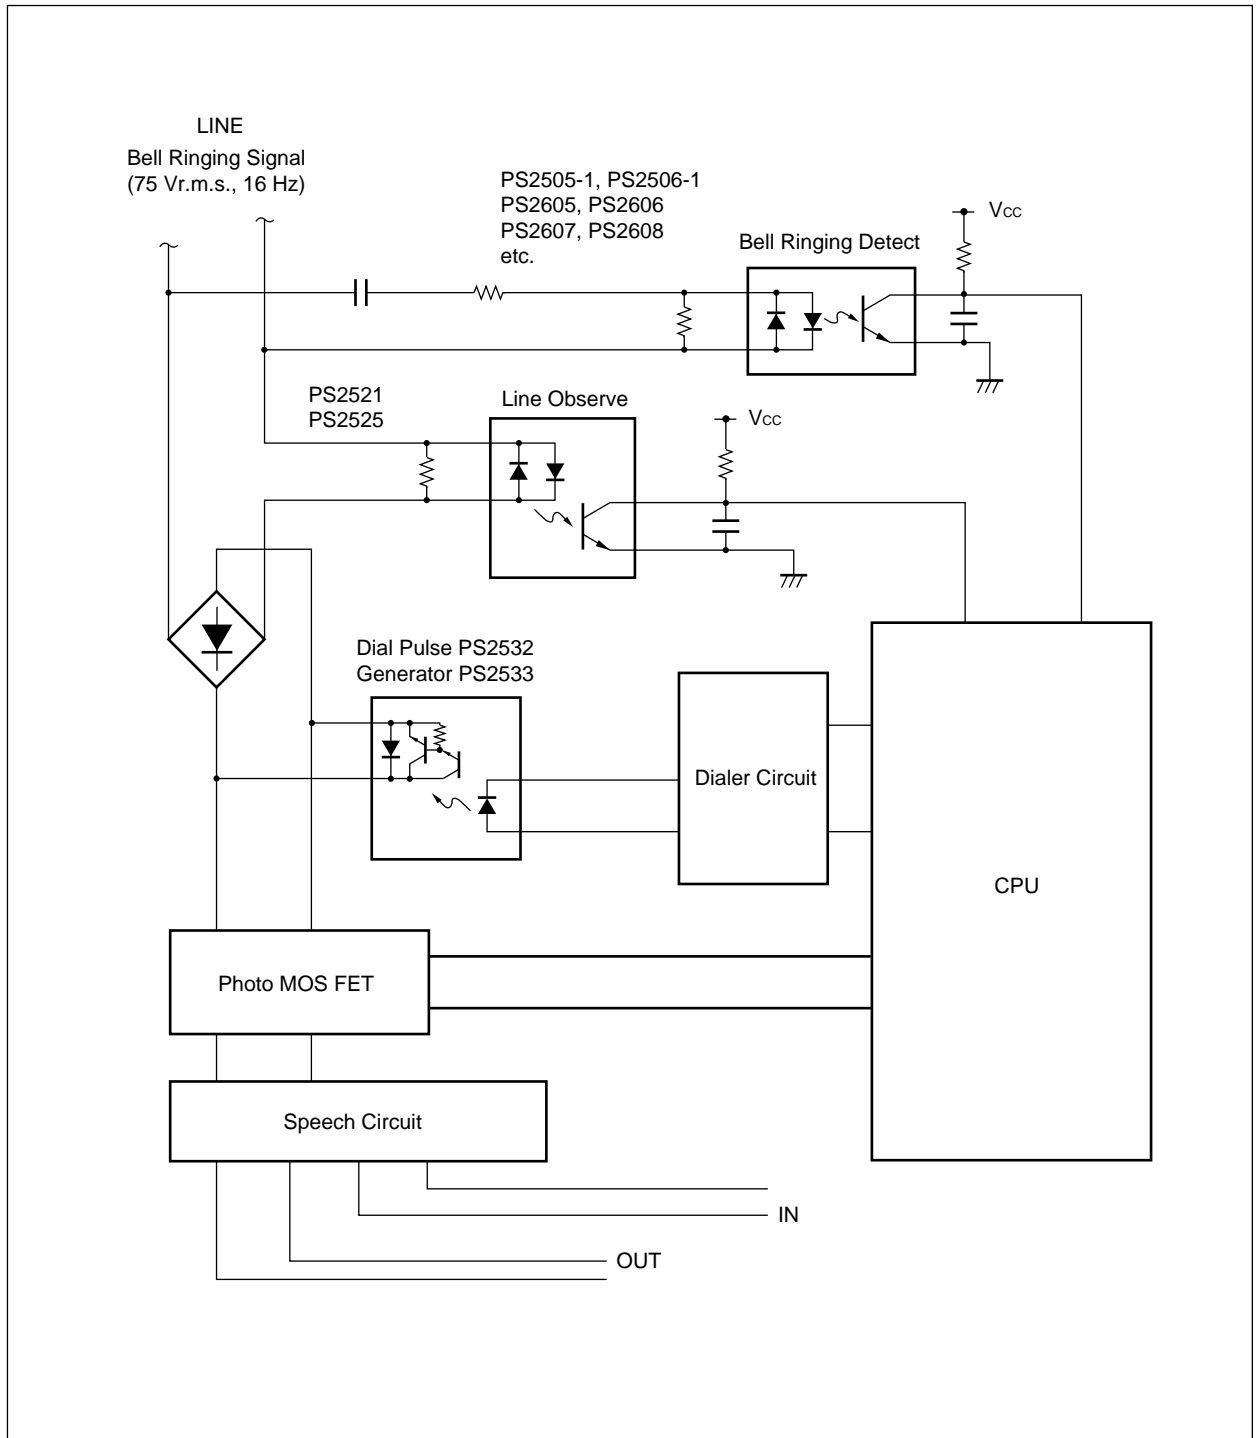 LINE
Bell Ringing Signal
(75 Vr.m.s., 16 Hz)
PS2505-1, PS2506-1
PS2605, PS2606
PS2607, PS2608
etc.
Bell Ringing Detect
VCC
PS2521
PS2525
Line Observe
VCC
Dial Pulse PS2532
Generator PS2533
Dialer Circuit
CPU
Photo MOS FET
Speech Circuit
IN
OUT